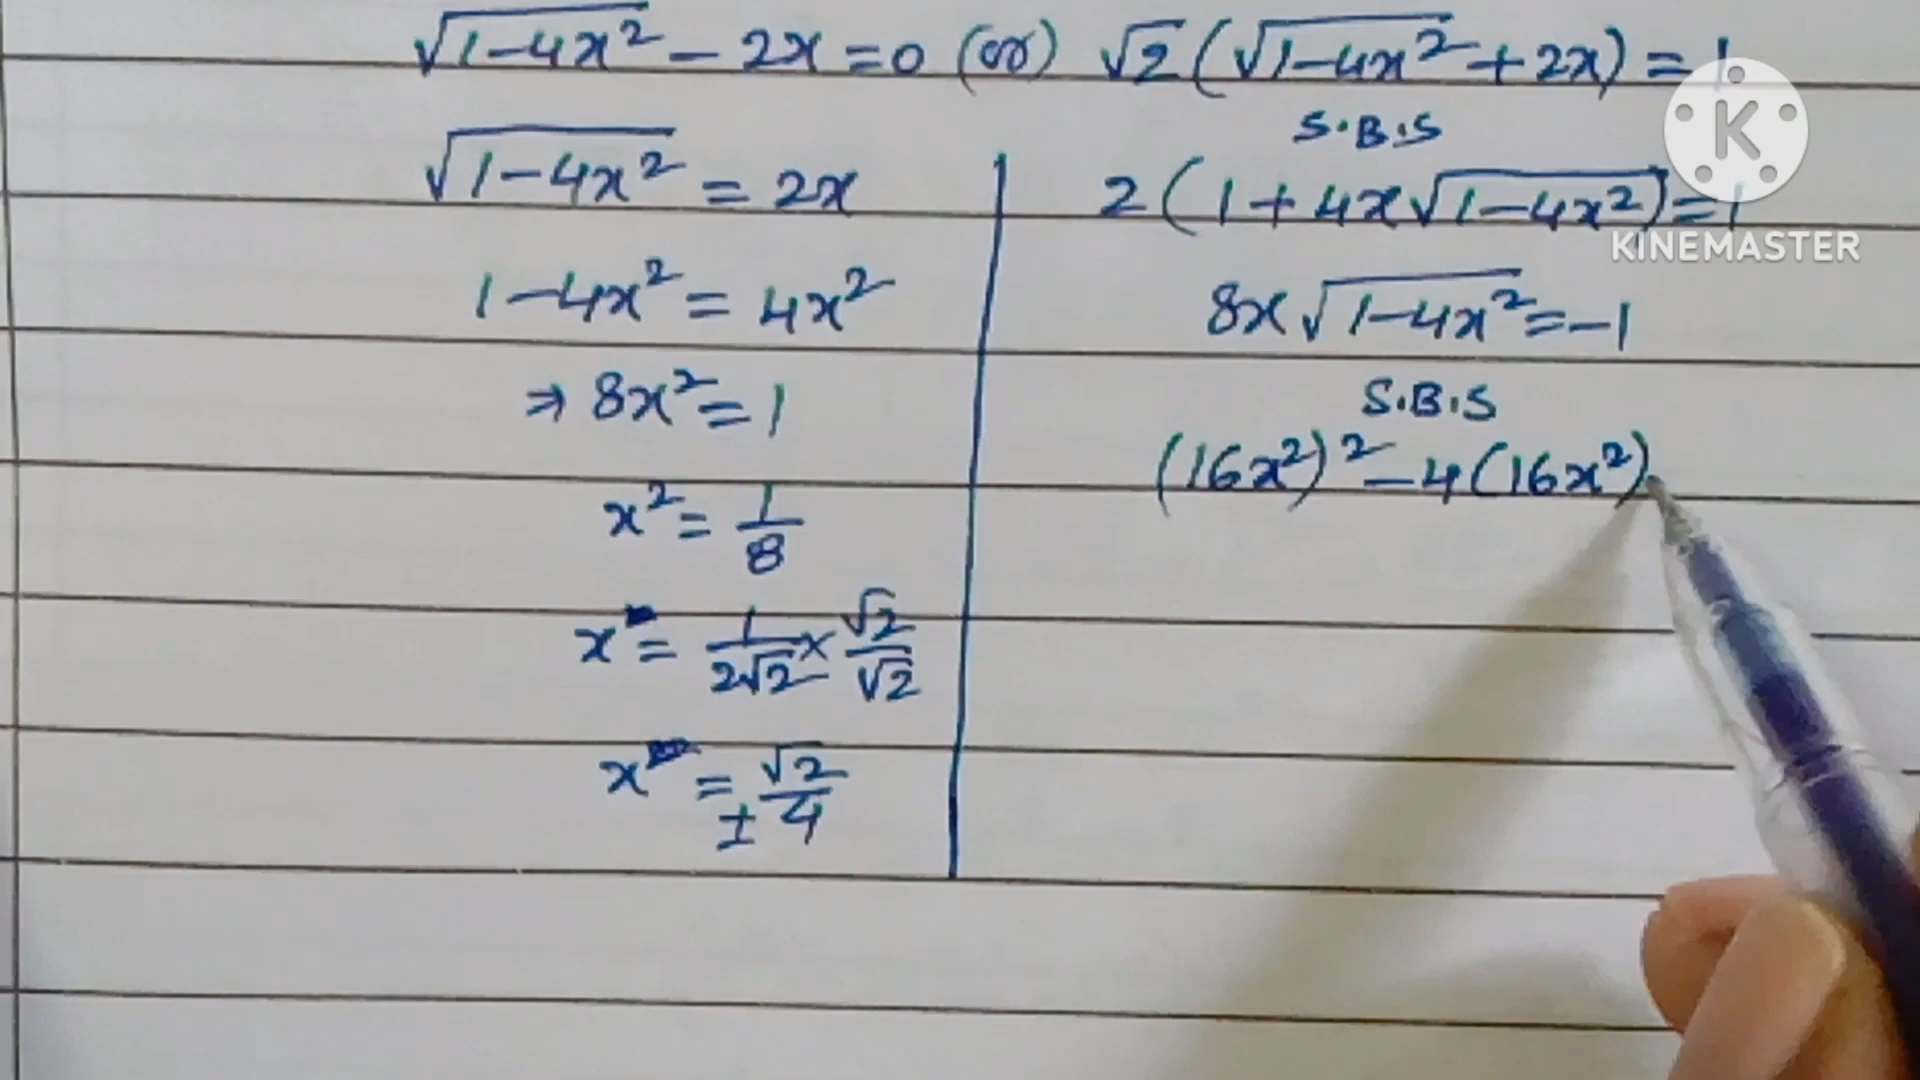 √(1-4x²) - 2x = 0 (or) √2 (√(1-4x²) + 2x) = 1
S.B.S
√(1-4x²) = 2x
1-4x² = 4x²
⇒ 8x² = 1
x² = 1/8
x = 1/(2√2) × √2/√2
x = ± √2/4
2 (1 + 4x√(1-4x²)) = 1
8x√(1-4x²) = -1
S.B.S
(16x²)² - 4(16x²)
K
KINEMASTER